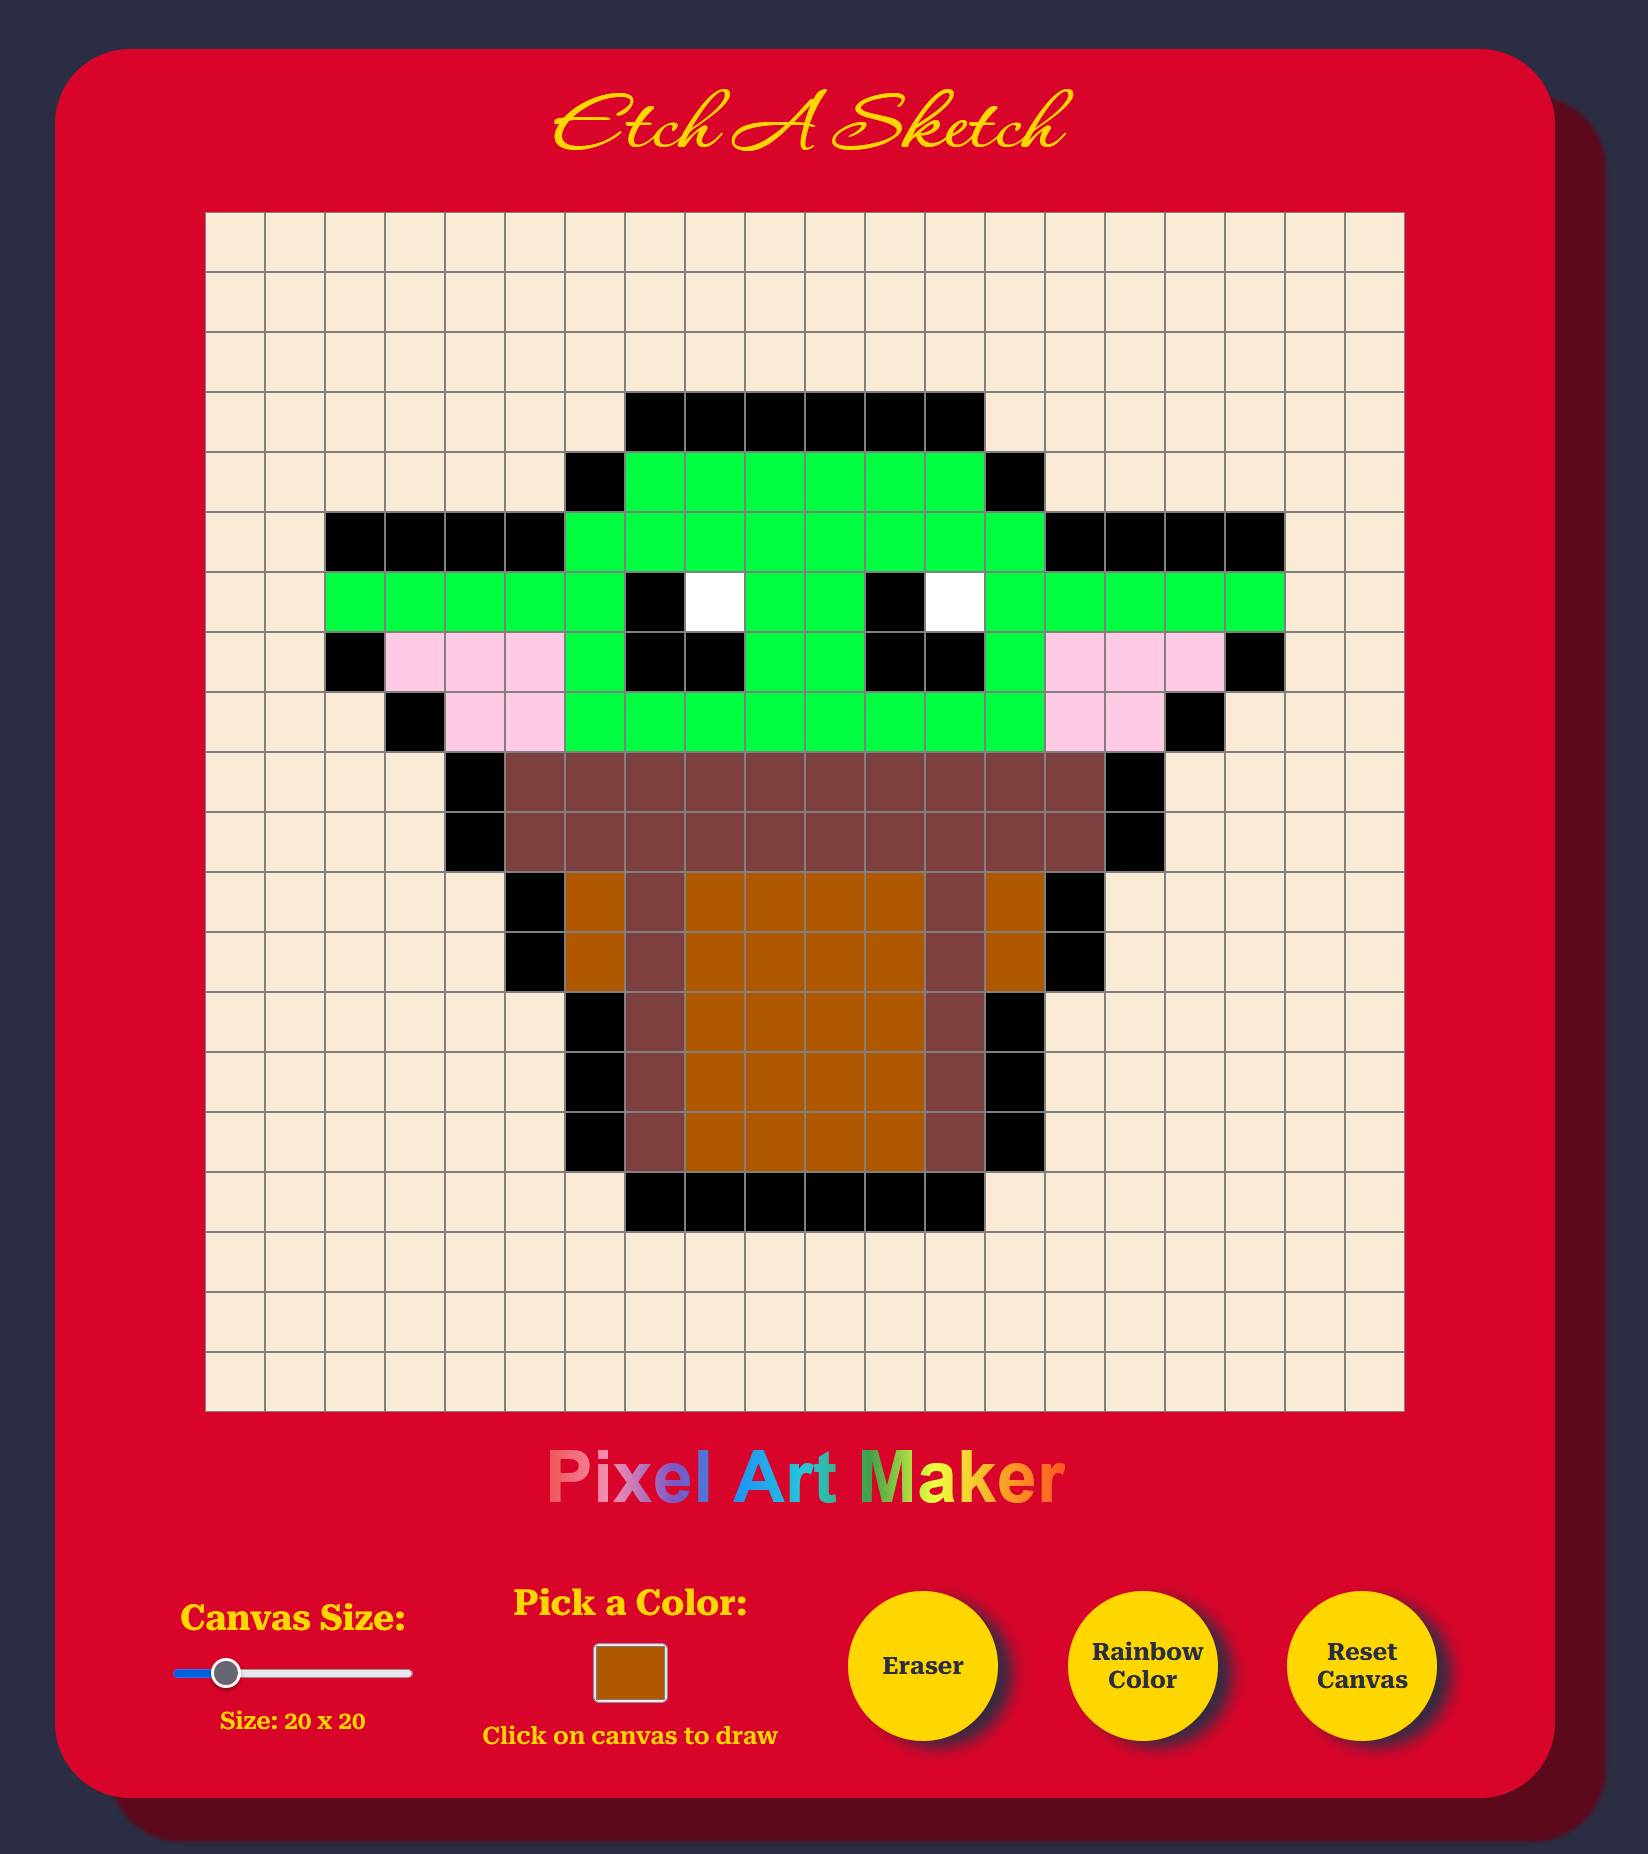 Etch A Sketch
Pixel Art Maker
Canvas Size:
Size: 20 x 20
Pick a Color:
Click on canvas to draw
Eraser
Rainbow
Color
Reset
Canvas